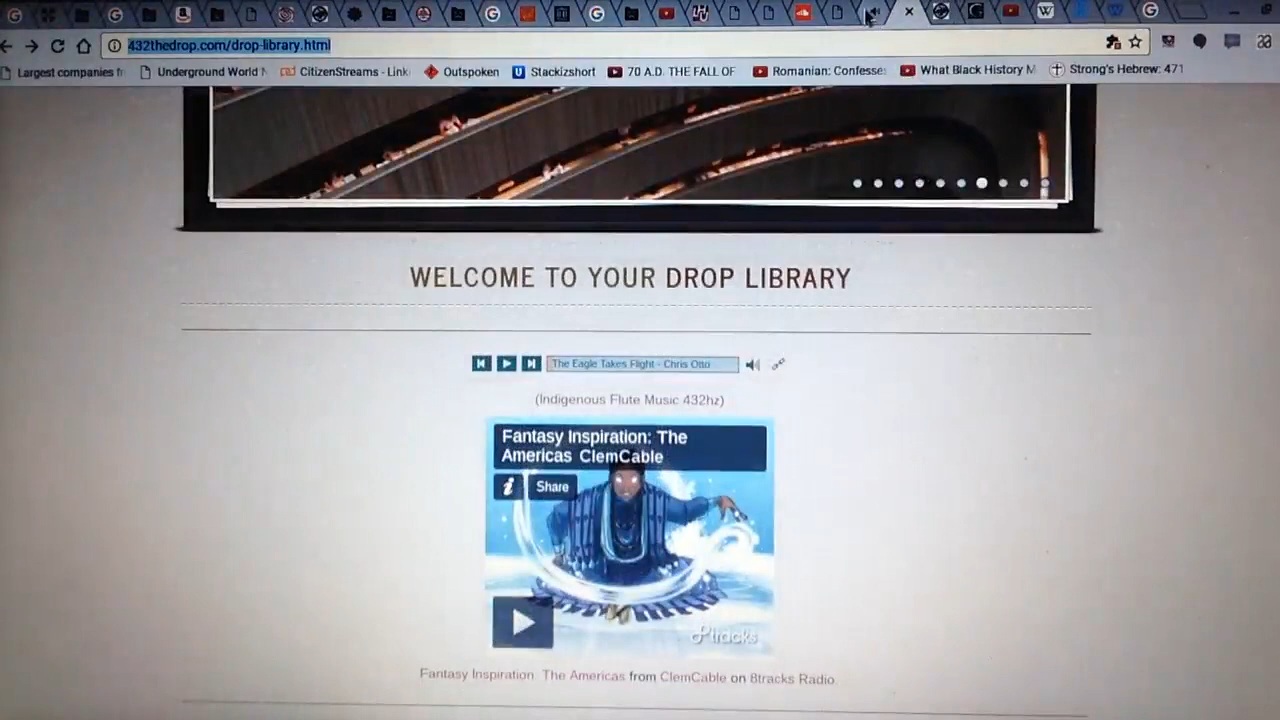 432thedrop.com/drop-library.html
Largest companies fr
Underground World N
CitizenStreams - Link
Outspoken
Stackizshort
70 A.D. THE FALL OF
Romanian: Confesse
What Black History M
Strong's Hebrew: 471
WELCOME TO YOUR DROP LIBRARY
The Eagle Takes Flight - Chris Otto
(Indigenous Flute Music 432hz)
Fantasy Inspiration: The
Americas ClemCable
i Share
8tracks
Fantasy Inspiration: The Americas from ClemCable on 8tracks Radio.